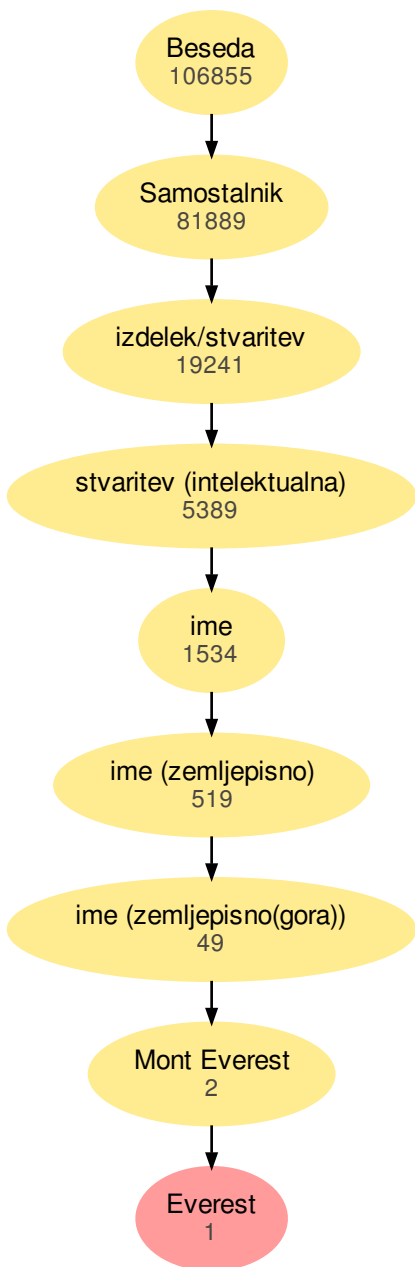 Beseda
106855
Samostalnik
81889
izdelek/stvaritev
19241
stvaritev (intelektualna)
5389
ime
1534
ime (zemljepisno)
519
ime (zemljepisno(gora))
49
Mont Everest
2
Everest
1